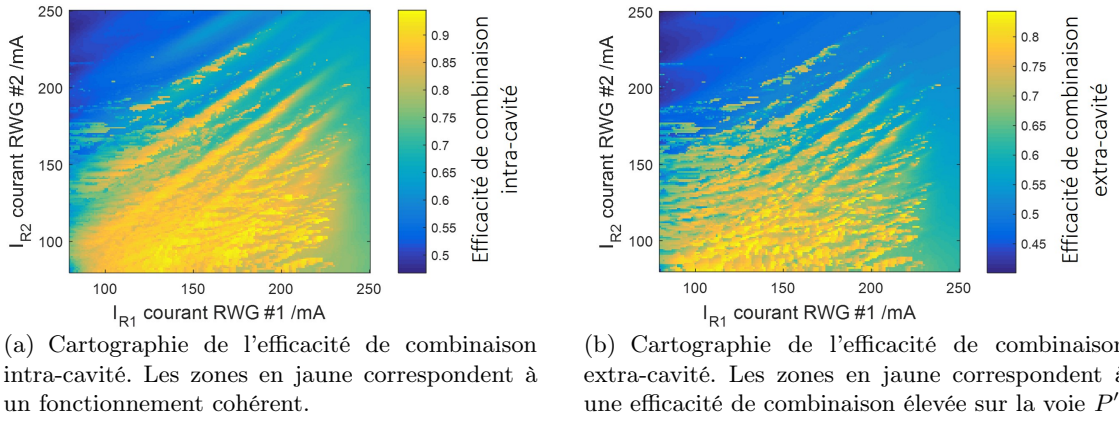 250
200
150
100
100
150
200
250
I_R2 courant RWG #2 /mA
I_R1 courant RWG #1 /mA
0.9
0.85
0.8
0.75
0.7
0.65
0.6
0.55
0.5
Efficacité de combinaison
intra-cavité
250
200
150
100
100
150
200
250
I_R2 courant RWG #2 /mA
I_R1 courant RWG #1 /mA
0.8
0.75
0.7
0.65
0.6
0.55
0.5
0.45
Efficacité de combinaison
extra-cavité
(a) Cartographie de l'efficacité de combinaison
intra-cavité. Les zones en jaune correspondent à
un fonctionnement cohérent.
(b) Cartographie de l'efficacité de combinaison
extra-cavité. Les zones en jaune correspondent à
une efficacité de combinaison élevée sur la voie P'